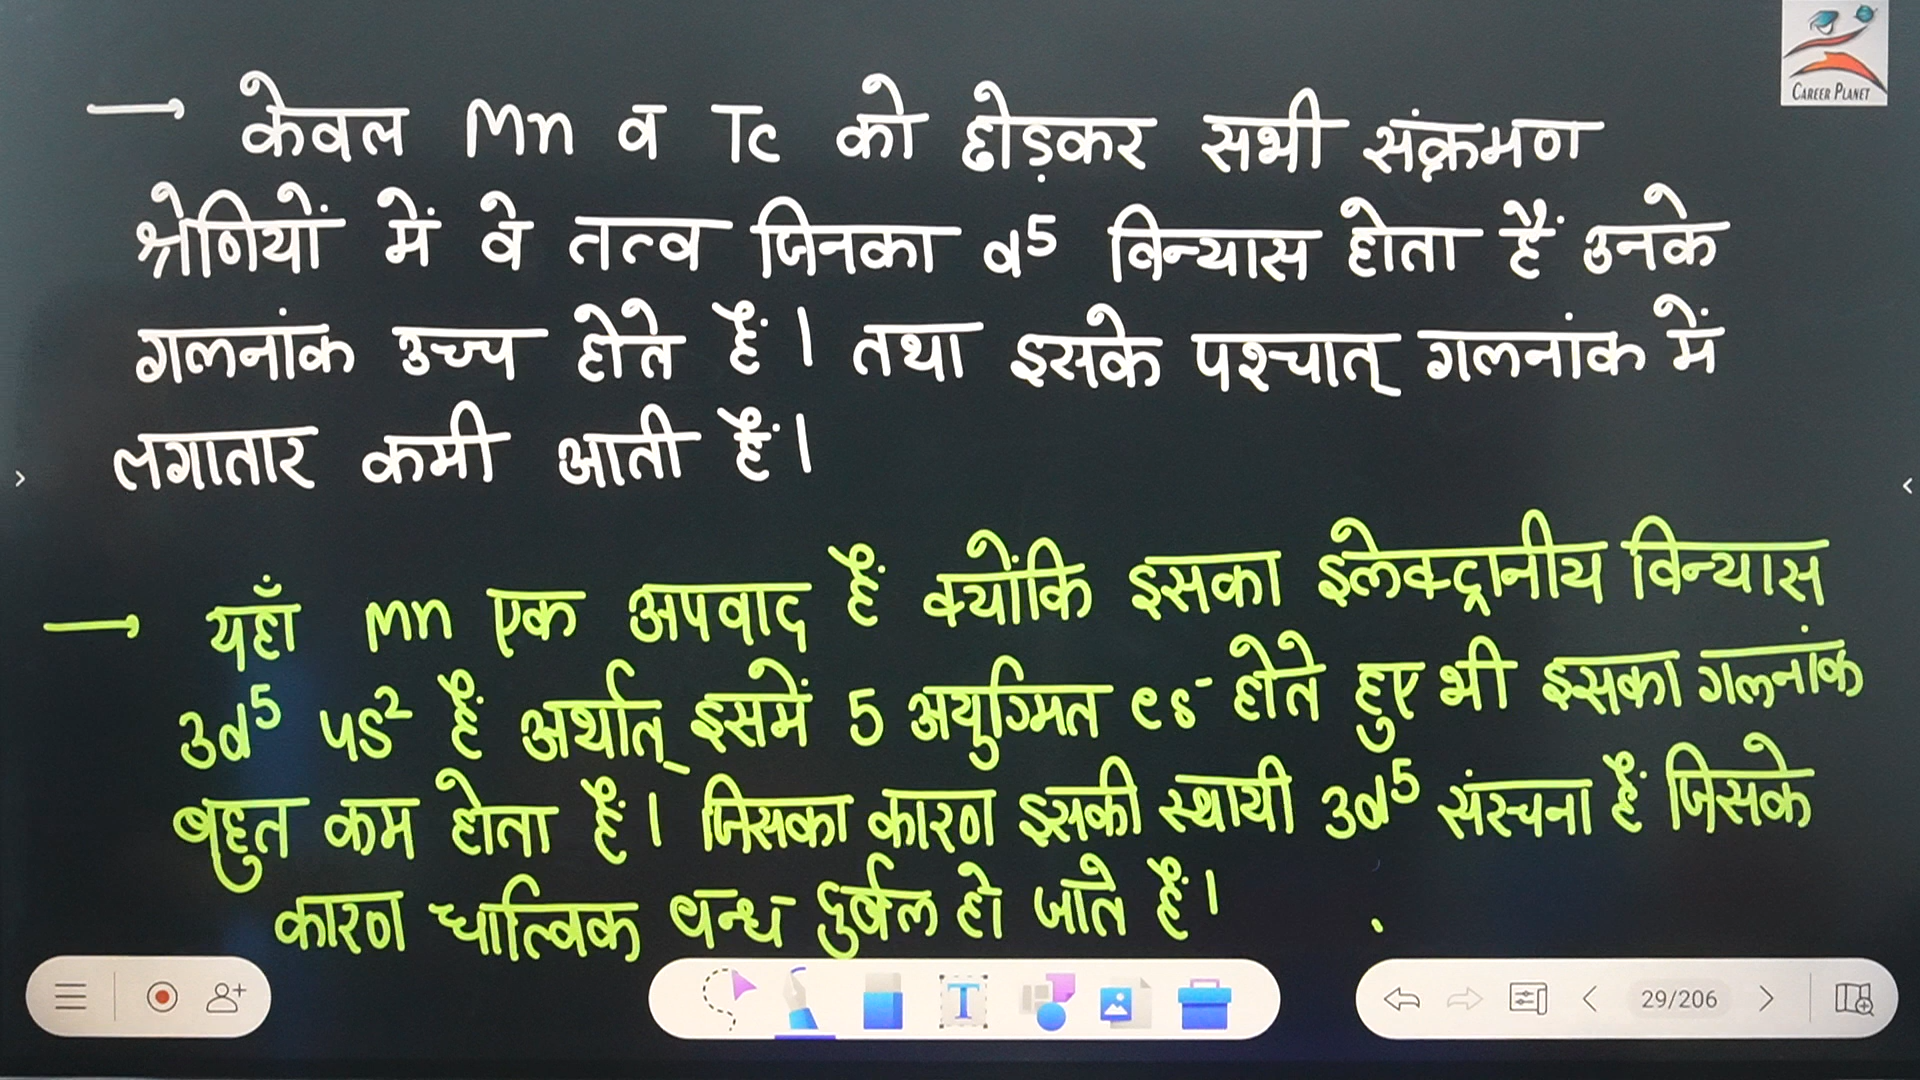 CAREER PLANET
→ केवल Mn व Tc को छोड़कर सभी संक्रमण
श्रेणियों में वे तत्व जिनका d⁵ विन्यास होता हैं उनके
गलनांक उच्च होते हैं। तथा इसके पश्चात् गलनांक में
लगातार कमी आती हैं।
→ यहाँ Mn एक अपवाद हैं क्योंकि इसका इलेक्ट्रानीय विन्यास
3d⁵ 4s² हैं अर्थात् इसमें 5 अयुग्मित es⁻ होते हुए भी इसका गलनांक
बहुत कम होता हैं। जिसका कारण इसकी स्थायी 3d⁵ संरचना हैं जिसके
कारण धात्विक बन्ध दुर्बल हो जाते हैं।
29/206